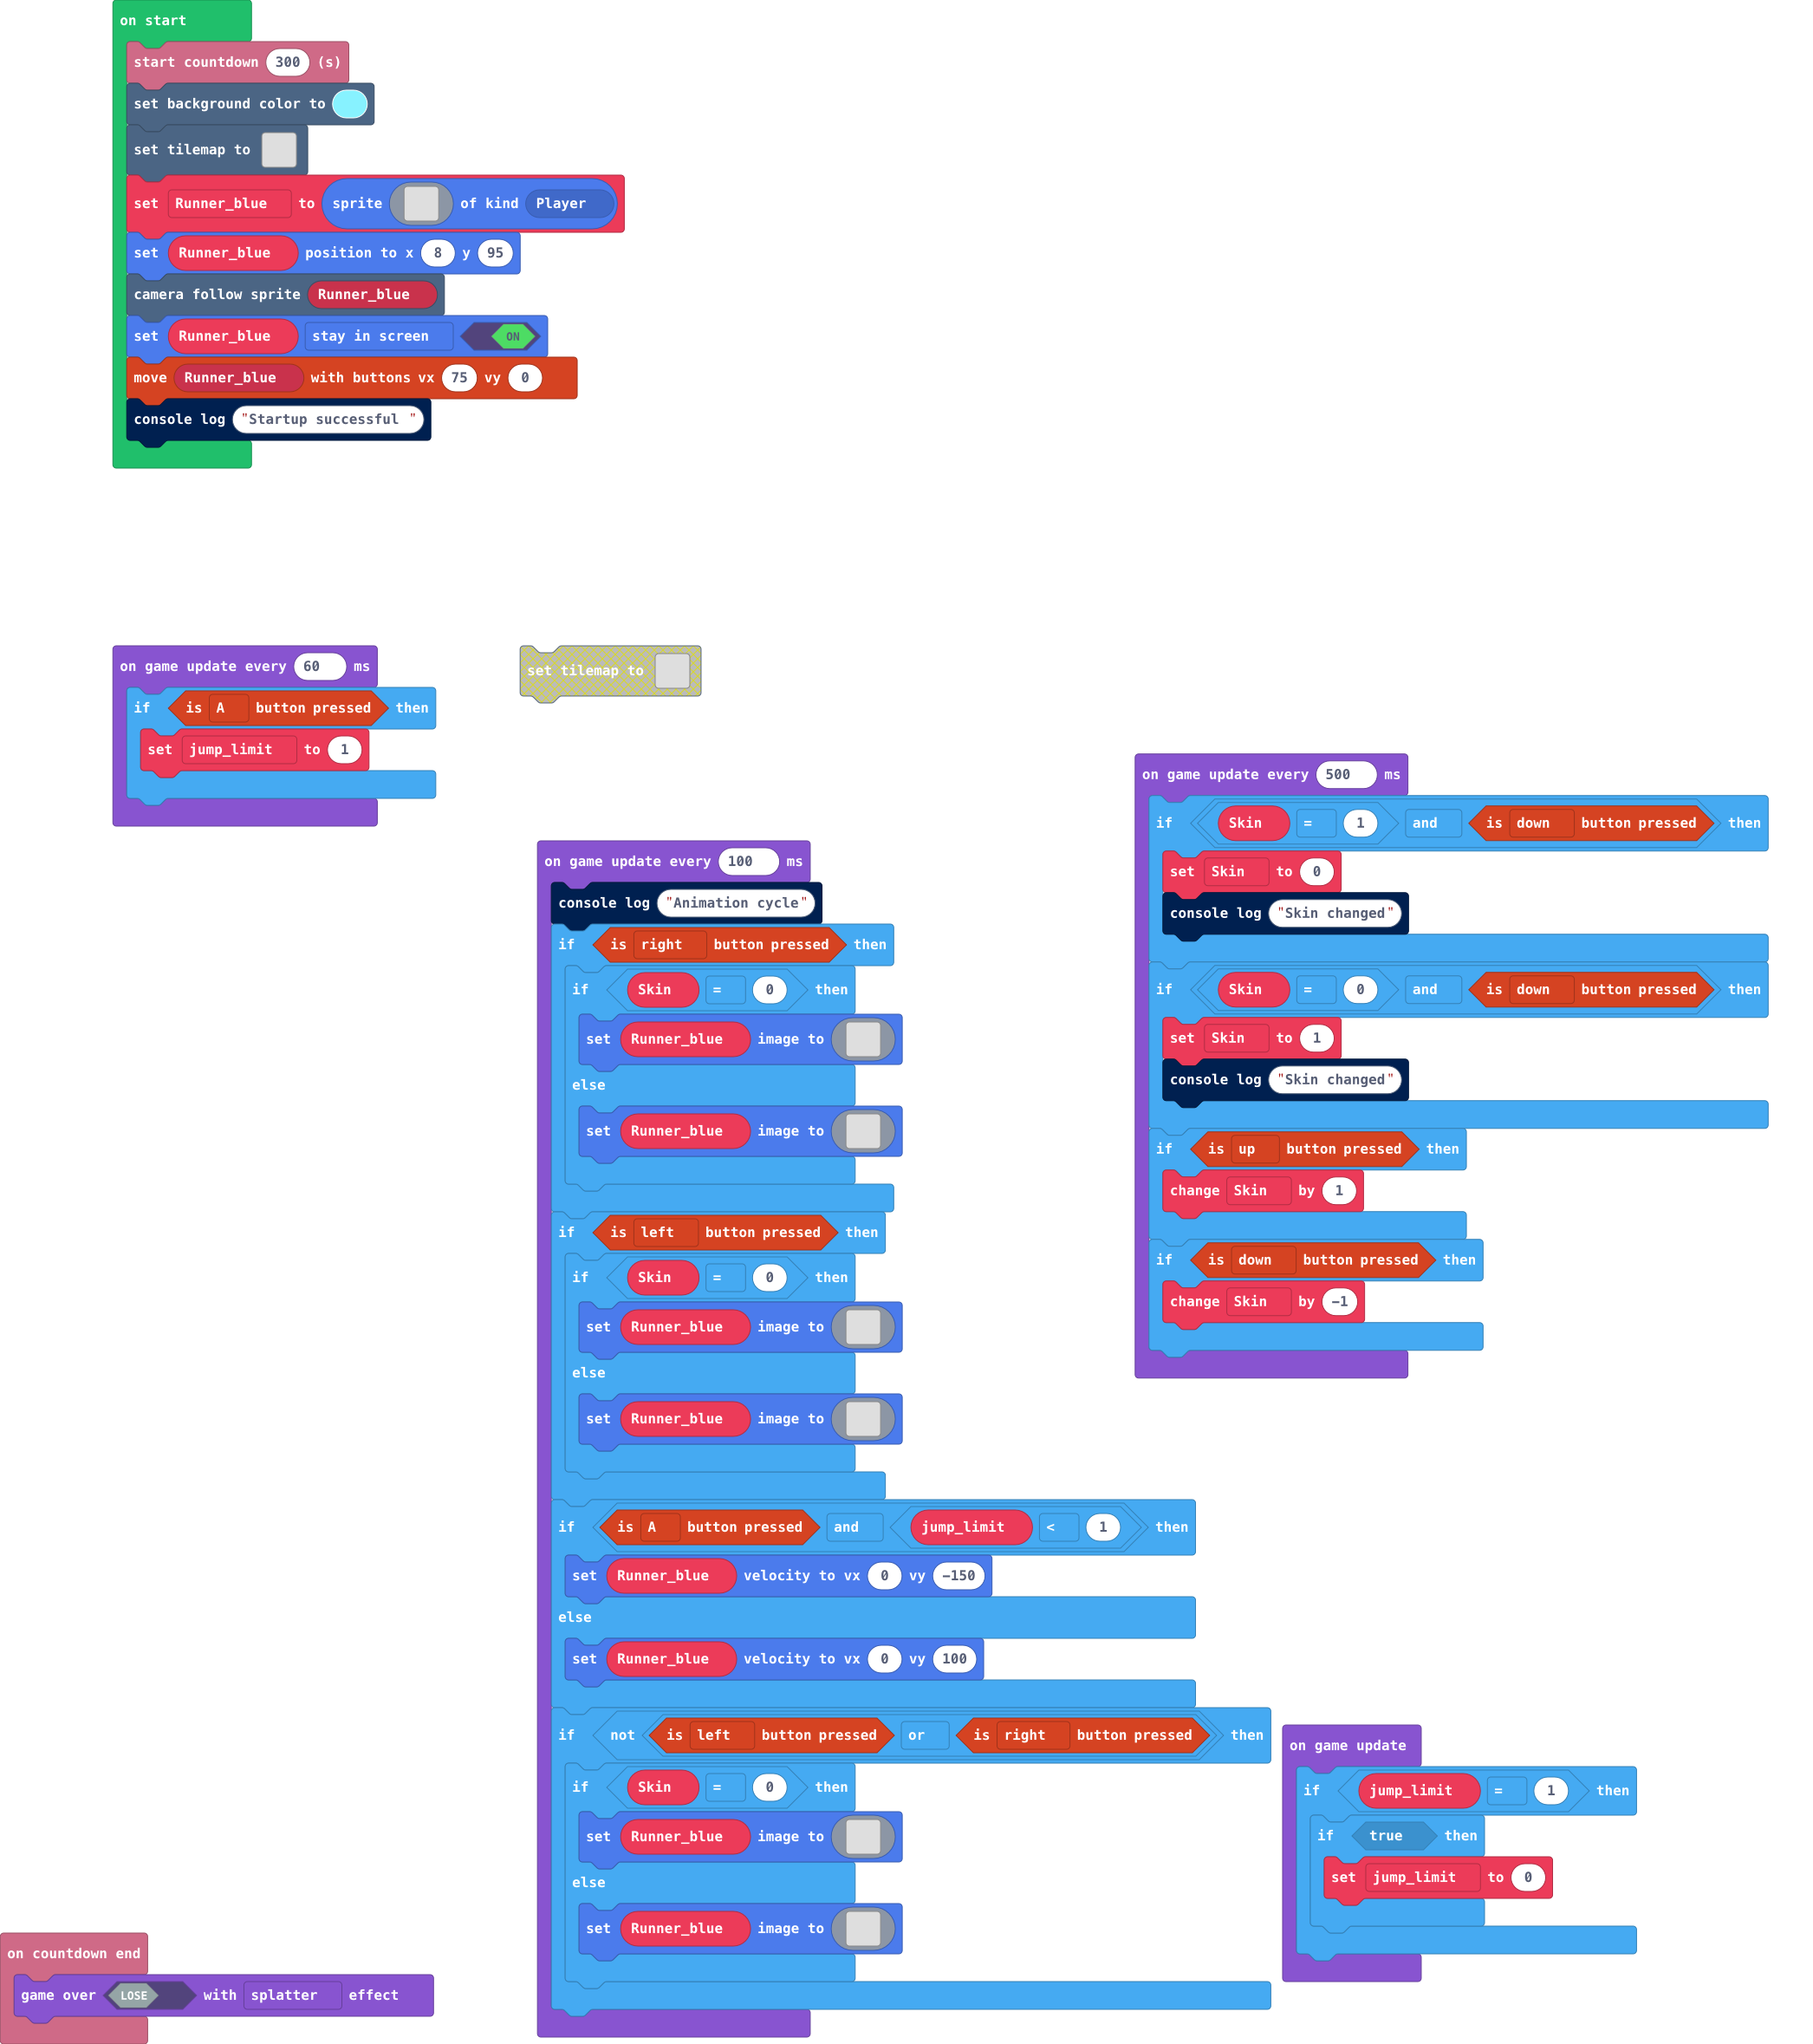 on start
start countdown 300 (s)
set background color to
set tilemap to
set Runner_blue to sprite of kind Player
set Runner_blue position to x 8 y 95
camera follow sprite Runner_blue
set Runner_blue stay in screen ON
move Runner_blue with buttons vx 75 vy 0
console log "Startup successful "
on game update every 60 ms
if is A button pressed then
set jump_limit to 1
set tilemap to
on game update every 100 ms
console log "Animation cycle"
if is right button pressed then
if Skin = 0 then
set Runner_blue image to
else
set Runner_blue image to
if is left button pressed then
if Skin = 0 then
set Runner_blue image to
else
set Runner_blue image to
if is A button pressed and jump_limit < 1 then
set Runner_blue velocity to vx 0 vy −150
else
set Runner_blue velocity to vx 0 vy 100
if not is left button pressed or is right button pressed then
if Skin = 0 then
set Runner_blue image to
else
set Runner_blue image to
on game update every 500 ms
if Skin = 1 and is down button pressed then
set Skin to 0
console log "Skin changed"
if Skin = 0 and is down button pressed then
set Skin to 1
console log "Skin changed"
if is up button pressed then
change Skin by 1
if is down button pressed then
change Skin by −1
on game update
if jump_limit = 1 then
if true then
set jump_limit to 0
on countdown end
game over LOSE with splatter effect